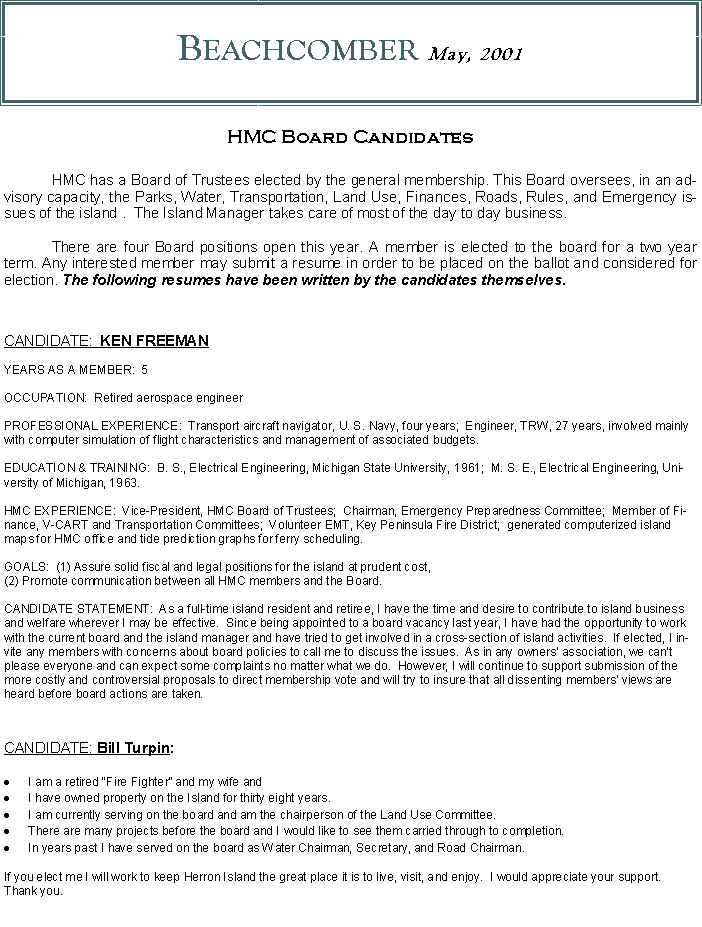 BEACHCOMBER May, 2001
HMC BOARD CANDIDATES
HMC has a Board of Trustees elected by the general membership. This Board oversees, in an ad-
visory capacity, the Parks, Water, Transportation, Land Use, Finances, Roads, Rules, and Emergency is-
sues of the island . The Island Manager takes care of most of the day to day business.
There are four Board positions open this year. A member is elected to the board for a two year
term. Any interested member may submit a resume in order to be placed on the ballot and considered for
election. The following resumes have been written by the candidates themselves.
CANDIDATE: KEN FREEMAN
YEARS AS A MEMBER: 5
OCCUPATION: Retired aerospace engineer
PROFESSIONAL EXPERIENCE: Transport aircraft navigator, U. S. Navy, four years; Engineer, TRW, 27 years, involved mainly
with computer simulation of flight characteristics and management of associated budgets.
EDUCATION & TRAINING: B. S., Electrical Engineering, Michigan State University, 1961; M. S. E., Electrical Engineering, Uni-
versity of Michigan, 1963.
HMC EXPERIENCE: Vice-President, HMC Board of Trustees; Chairman, Emergency Preparedness Committee; Member of Fi-
nance, V-CART and Transportation Committees; Volunteer EMT, Key Peninsula Fire District; generated computerized island
maps for HMC office and tide prediction graphs for ferry scheduling.
GOALS: (1) Assure solid fiscal and legal positions for the island at prudent cost,
(2) Promote communication between all HMC members and the Board.
CANDIDATE STATEMENT: As a full-time island resident and retiree, I have the time and desire to contribute to island business
and welfare wherever I may be effective. Since being appointed to a board vacancy last year, I have had the opportunity to work
with the current board and the island manager and have tried to get involved in a cross-section of island activities. If elected, I in-
vite any members with concerns about board policies to call me to discuss the issues. As in any owners' association, we can't
please everyone and can expect some complaints no matter what we do. However, I will continue to support submission of the
more costly and controversial proposals to direct membership vote and will try to insure that all dissenting members' views are
heard before board actions are taken.
CANDIDATE: Bill Turpin:
• I am a retired "Fire Fighter" and my wife and
• I have owned property on the Island for thirty eight years.
• I am currently serving on the board and am the chairperson of the Land Use Committee.
• There are many projects before the board and I would like to see them carried through to completion.
• In years past I have served on the board as Water Chairman, Secretary, and Road Chairman.
If you elect me I will work to keep Herron Island the great place it is to live, visit, and enjoy. I would appreciate your support.
Thank you.